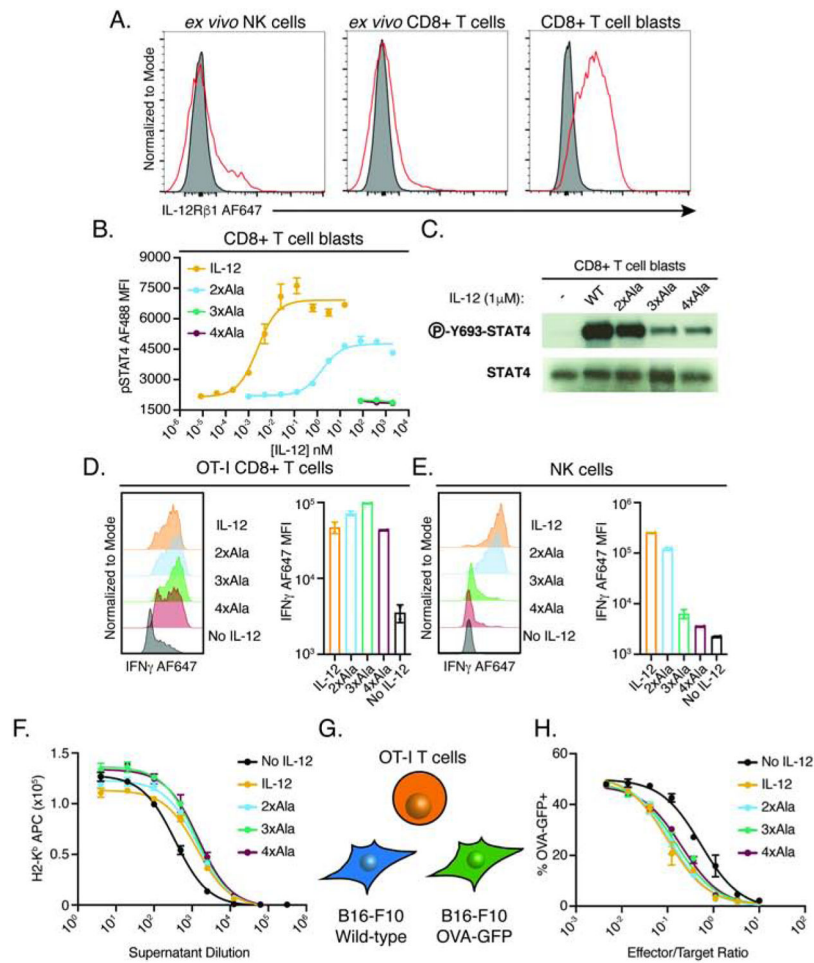 A.
ex vivo NK cells
ex vivo CD8+ T cells
CD8+ T cell blasts
Normalized to Mode
IL-12Rβ1 AF647
B.
CD8+ T cell blasts
pSTAT4 AF488 MFI
9000
7500
6000
4500
3000
1500
IL-12
2xAla
3xAla
4xAla
10-6
10-5
10-4
10-3
10-2
10-1
100
101
102
103
104
[IL-12] nM
C.
CD8+ T cell blasts
IL-12 (1μM):
-
WT
2xAla
3xAla
4xAla
P-Y693-STAT4
STAT4
D.
OT-I CD8+ T cells
Normalized to Mode
IL-12
2xAla
3xAla
4xAla
No IL-12
IFNγ AF647
IFNγ AF647 MFI
105
104
103
IL-12
2xAla
3xAla
4xAla
No IL-12
E.
NK cells
Normalized to Mode
IL-12
2xAla
3xAla
4xAla
No IL-12
IFNγ AF647
IFNγ AF647 MFI
106
105
104
103
IL-12
2xAla
3xAla
4xAla
No IL-12
F.
H2-Kb APC (x105)
1.5
1.0
0.5
0
No IL-12
IL-12
2xAla
3xAla
4xAla
100
101
102
103
104
105
106
Supernatant Dilution
G.
OT-I T cells
B16-F10
Wild-type
B16-F10
OVA-GFP
H.
% OVA-GFP+
60
40
20
0
No IL-12
IL-12
2xAla
3xAla
4xAla
10-3
10-2
10-1
100
101
102
Effector/Target Ratio